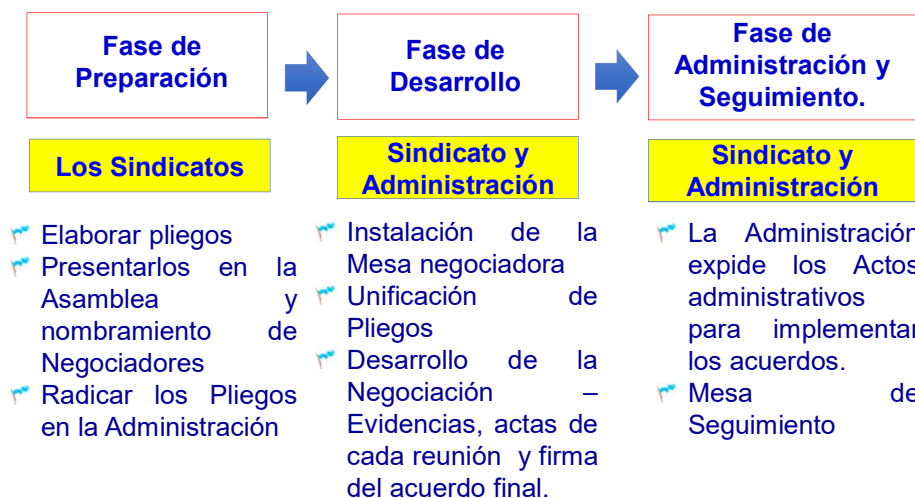 Fase de
Preparación
Fase de
Desarrollo
Fase de
Administración y
Seguimiento.
Los Sindicatos
Sindicato y
Administración
Sindicato y
Administración
Elaborar pliegos
Presentarlos en la
Asamblea y
nombramiento de
Negociadores
Radicar los Pliegos
en la Administración
Instalación de la
Mesa negociadora
Unificación de
Pliegos
Desarrollo de la
Negociación –
Evidencias, actas de
cada reunión y firma
del acuerdo final.
La Administración
expide los Actos
administrativos
para implementar
los acuerdos.
Mesa de
Seguimiento